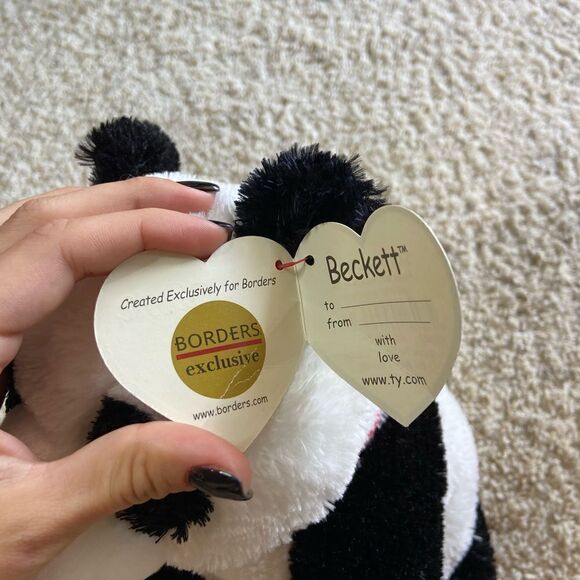 Created Exclusively for Borders
BORDERS
exclusive
www.borders.com
Beckett™
to
from
with
love
www.ty.com